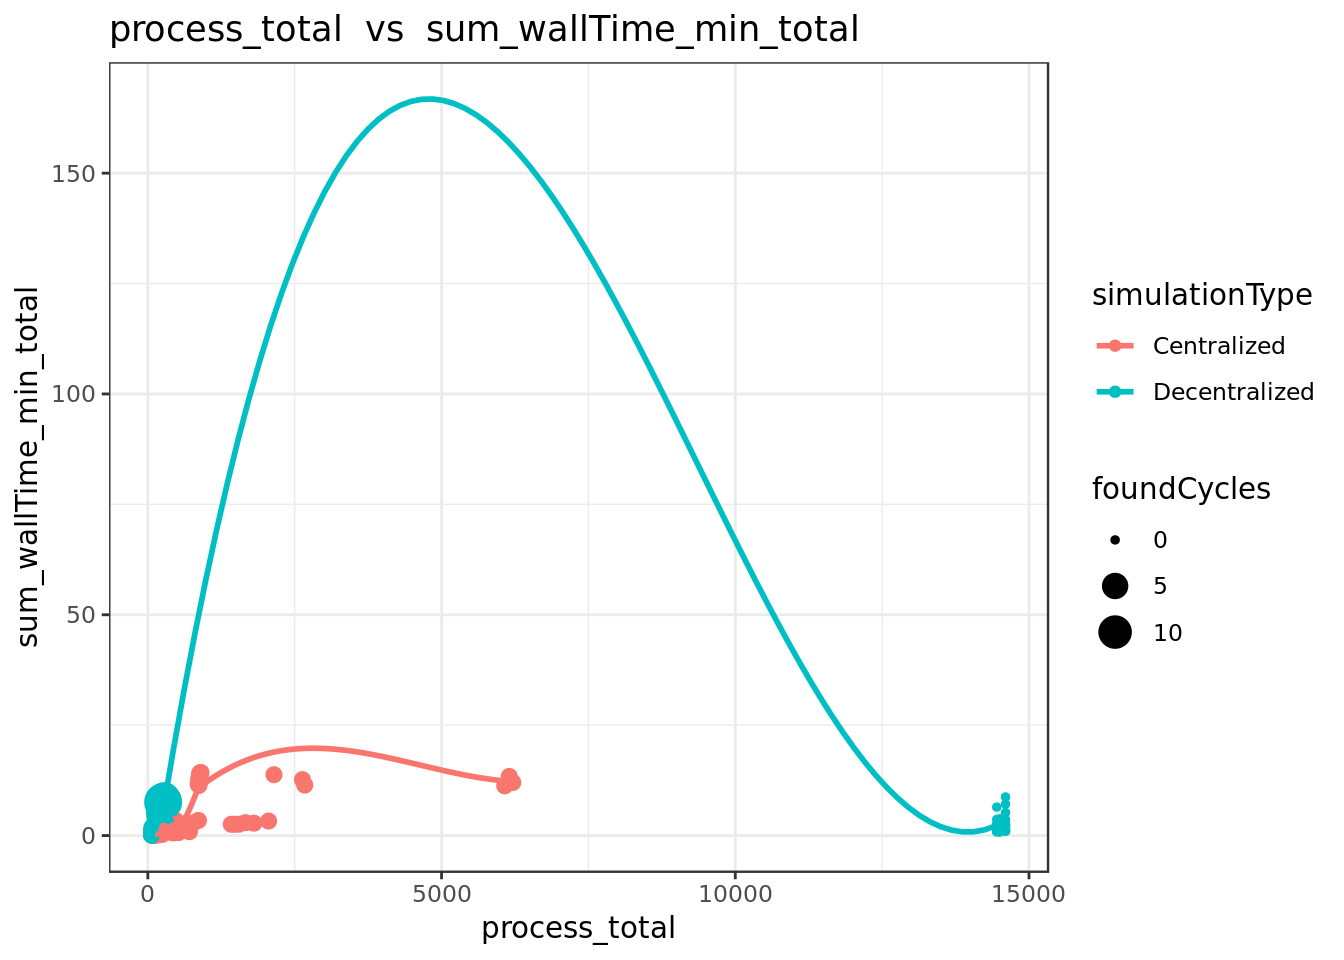 process_total vs sum_wallTime_min_total
sum_wallTime_min_total
150
100
50
0
0
5000
10000
15000
process_total
simulationType
Centralized
Decentralized
foundCycles
0
5
10